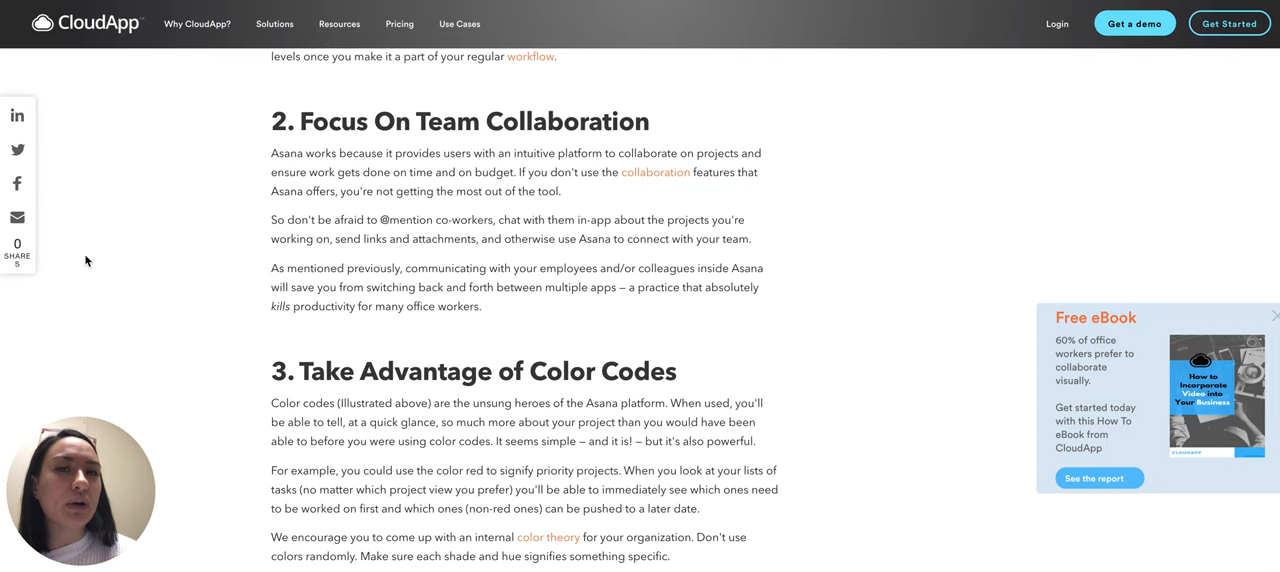 CloudApp
Why CloudApp?
Solutions
Resources
Pricing
Use Cases
Login
Get a demo
Get Started
levels once you make it a part of your regular workflow.
2. Focus On Team Collaboration
Asana works because it provides users with an intuitive platform to collaborate on projects and
ensure work gets done on time and on budget. If you don't use the collaboration features that
Asana offers, you're not getting the most out of the tool.
So don't be afraid to @mention co-workers, chat with them in-app about the projects you're
working on, send links and attachments, and otherwise use Asana to connect with your team.
As mentioned previously, communicating with your employees and/or colleagues inside Asana
will save you from switching back and forth between multiple apps – a practice that absolutely
kills productivity for many office workers.
3. Take Advantage of Color Codes
Color codes (Illustrated above) are the unsung heroes of the Asana platform. When used, you'll
be able to tell, at a quick glance, so much more about your project than you would have been
able to before you were using color codes. It seems simple – and it is! – but it's also powerful.
For example, you could use the color red to signify priority projects. When you look at your lists of
tasks (no matter which project view you prefer) you'll be able to immediately see which ones need
to be worked on first and which ones (non-red ones) can be pushed to a later date.
We encourage you to come up with an internal color theory for your organization. Don't use
colors randomly. Make sure each shade and hue signifies something specific.
in
0
SHARE
S
Free eBook
60% of office
workers prefer to
collaborate
visually.
Get started today
with this How To
eBook from
CloudApp
See the report
How to
Incorporate
Video into
Your Business
CLOUDAPP